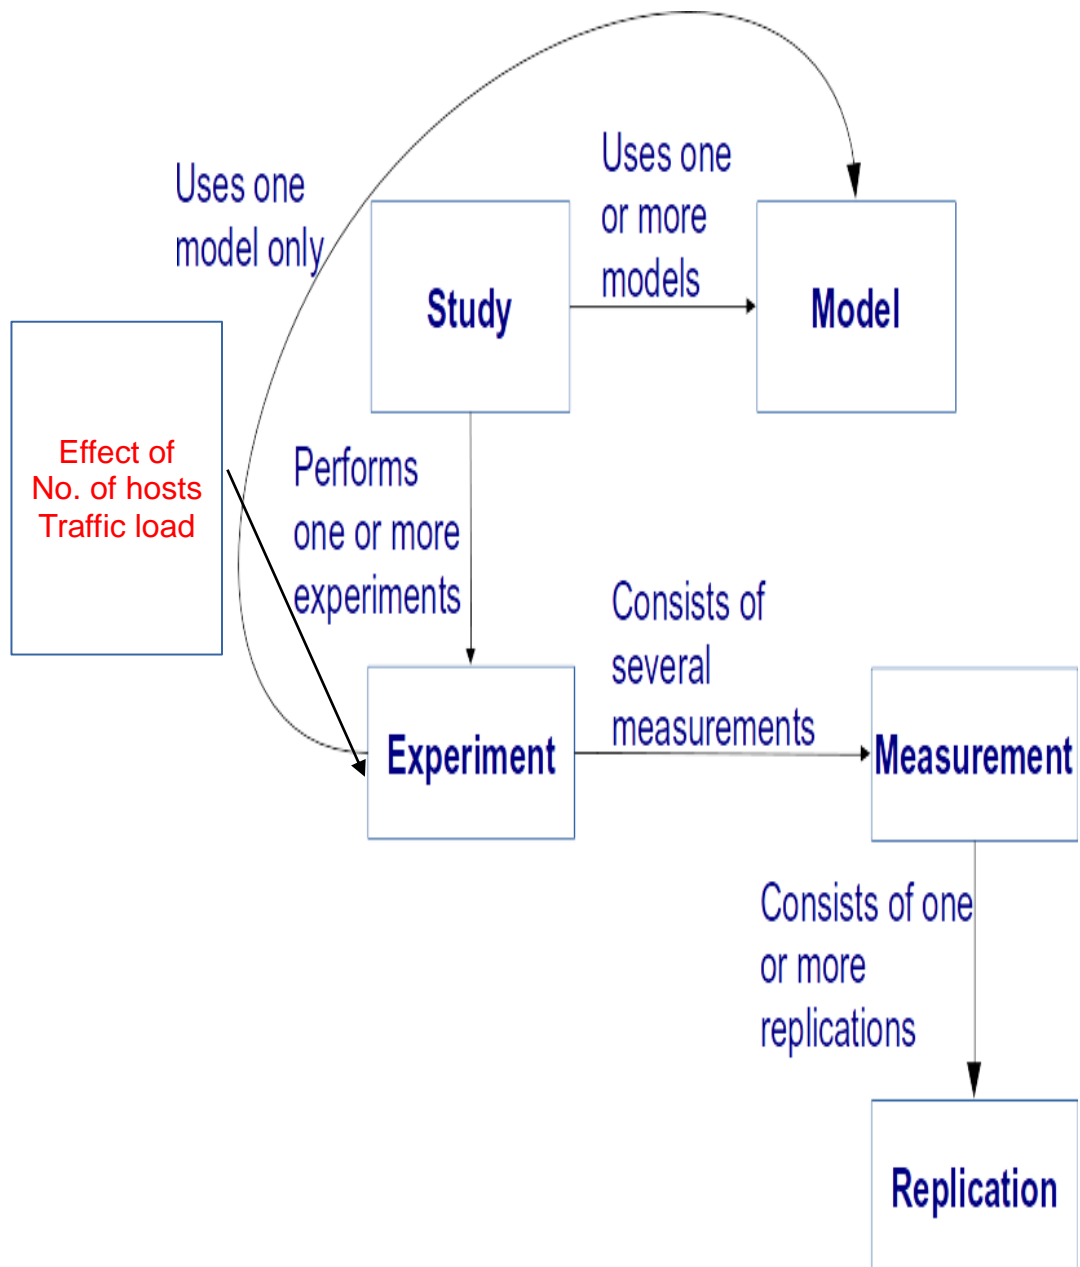 Uses one
model only
Uses one
or more
models
Study
Model
Effect of
No. of hosts
Traffic load
Performs
one or more
experiments
Consists of
several
measurements
Experiment
Measurement
Consists of one
or more
replications
Replication